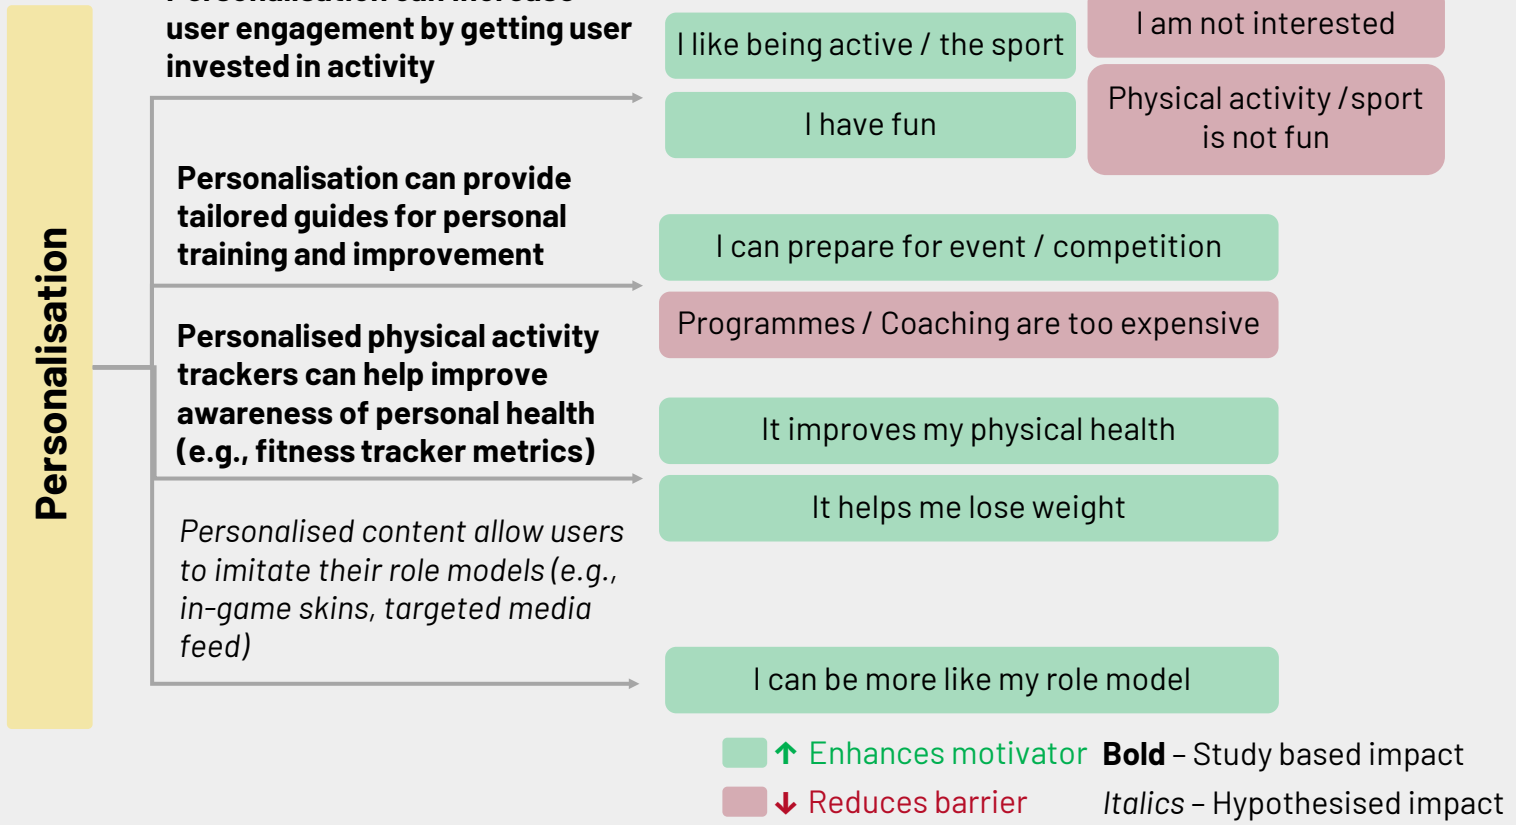 Personalisation
Personalisation can increase
user engagement by getting user
invested in activity
I like being active / the sport
I have fun
I am not interested
Physical activity /sport
is not fun
Personalisation can provide
tailored guides for personal
training and improvement
I can prepare for event / competition
Programmes / Coaching are too expensive
Personalised physical activity
trackers can help improve
awareness of personal health
(e.g., fitness tracker metrics)
It improves my physical health
It helps me lose weight
Personalised content allow users
to imitate their role models (e.g.,
in-game skins, targeted media
feed)
I can be more like my role model
↑ Enhances motivator
Bold – Study based impact
↓ Reduces barrier
Italics – Hypothesised impact